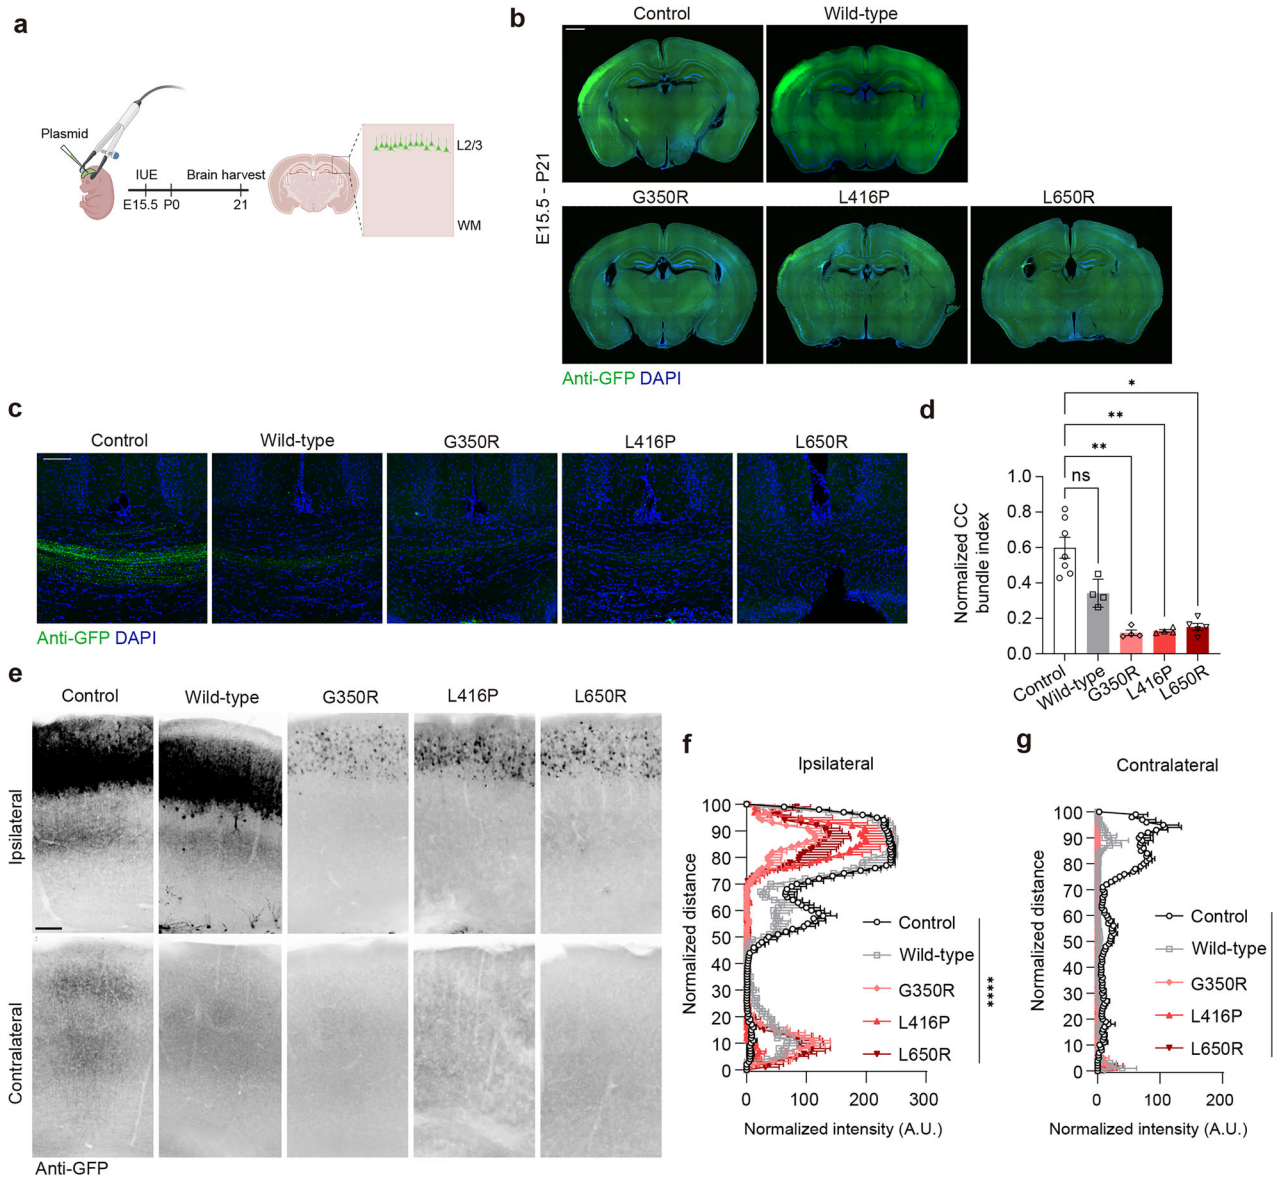 a
Plasmid
IUE
Brain harvest
E15.5
P0
21
L2/3
WM
b
Control
Wild-type
G350R
L416P
L650R
E15.5 - P21
Anti-GFP DAPI
c
Control
Wild-type
G350R
L416P
L650R
Anti-GFP DAPI
d
*
**
**
ns
Normalized CC
bundle index
1.0
0.8
0.6
0.4
0.2
0.0
Control
Wild-type
G350R
L416P
L650R
e
Control
Wild-type
G350R
L416P
L650R
Ipsilateral
Contralateral
Anti-GFP
f
Ipsilateral
Normalized distance
100
90
80
70
60
50
40
30
20
10
0
0
100
200
300
Normalized intensity (A.U.)
Control
Wild-type
G350R
L416P
L650R
****
g
Contralateral
Normalized distance
100
90
80
70
60
50
40
30
20
10
0
0
100
200
Normalized intensity (A.U.)
Control
Wild-type
G350R
L416P
L650R